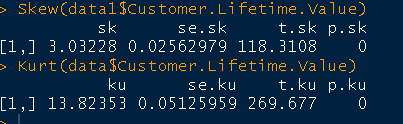 > Skew(data1$Customer.Lifetime.Value)
sk se.sk t.sk p.sk
[1,] 3.03228 0.02562979 118.3108 0
> Kurt(data$Customer.Lifetime.Value)
ku se.ku t.ku p.ku
[1,] 13.82353 0.05125959 269.677 0
>